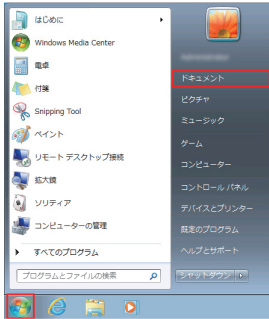 はじめに
Windows Media Center
電卓
付箋
Snipping Tool
ペイント
リモート デスクトップ接続
拡大鏡
ソリティア
コンピューターの管理
すべてのプログラム
プログラムとファイルの検索
ドキュメント
ピクチャ
ミュージック
ゲーム
コンピューター
コントロール パネル
デバイスとプリンター
既定のプログラム
ヘルプとサポート
シャットダウン